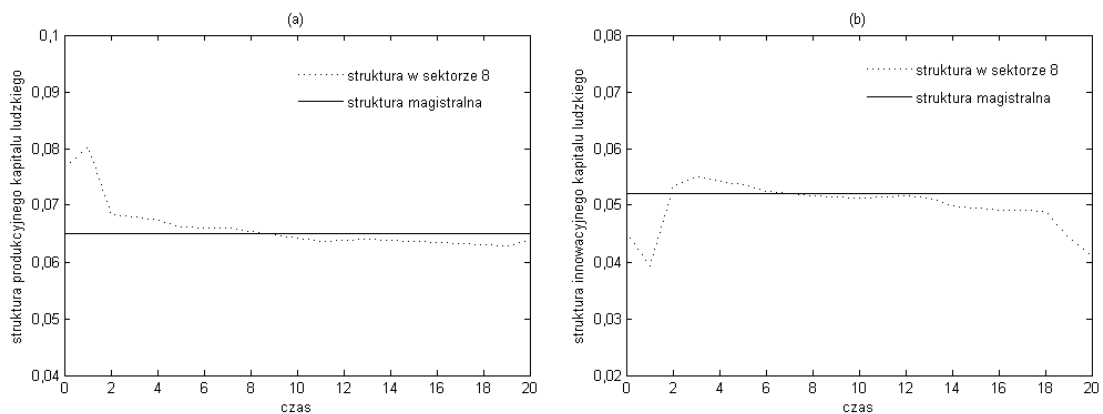 (a)
0,1
0,09
0,08
0,07
0,06
0,05
0,04
0 2 4 6 8 10 12 14 16 18 20
czas
struktura produkcyjnego kapitalu ludzkiego
struktura w sektorze 8
struktura magistralna
(b)
0,08
0,07
0,06
0,05
0,04
0,03
0,02
0 2 4 6 8 10 12 14 16 18 20
czas
struktura innowacyjnego kapitalu ludzkiego
struktura w sektorze 8
struktura magistralna